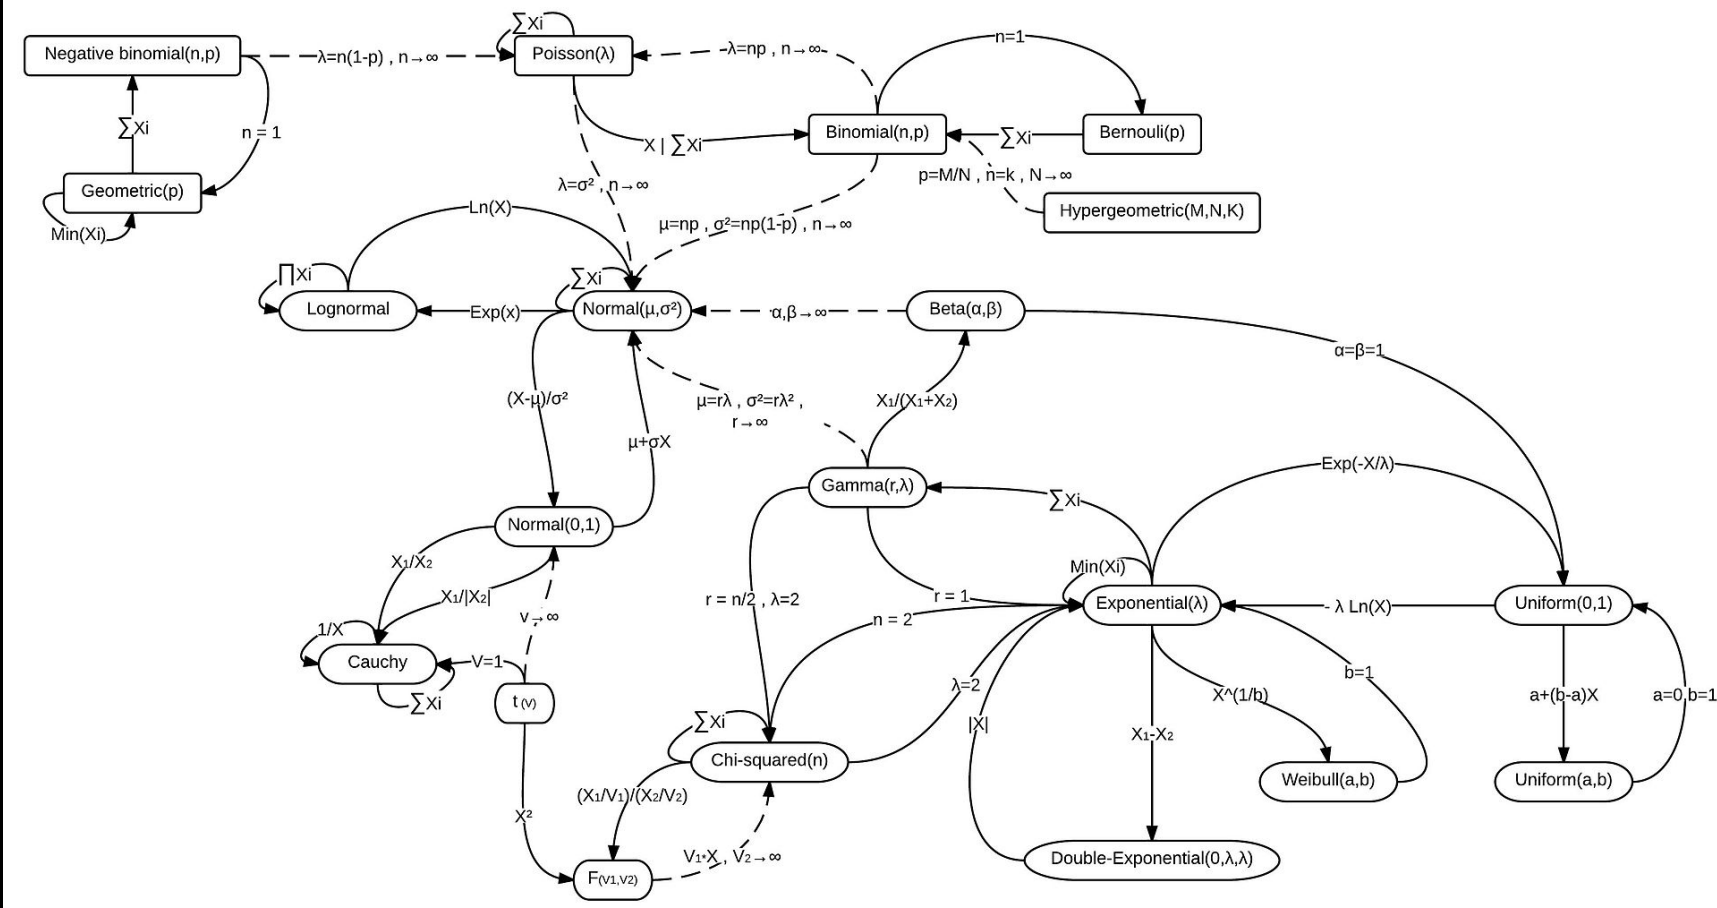 ∑Xi
Negative binomial(n,p)
λ=n(1-p) , n→∞
Poisson(λ)
λ=np , n→∞
n=1
∑Xi
n = 1
X | ∑Xi
Binomial(n,p)
∑Xi
Bernouli(p)
Geometric(p)
Min(Xi)
λ=σ² , n→∞
p=M/N , n=k , N→∞
Hypergeometric(M,N,K)
Ln(X)
µ=np , σ²=np(1-p) , n→∞
∏Xi
∑Xi
Lognormal
Exp(x)
Normal(µ,σ²)
α,β→∞
Beta(α,β)
α=β=1
(X-µ)/σ²
µ=rλ , σ²=rλ² ,
r→∞
X₁/(X₁+X₂)
µ+σX
Exp(-X/λ)
Gamma(r,λ)
∑Xi
Normal(0,1)
X₁/X₂
X₁/|X₂|
v→∞
r = n/2 , λ=2
r = 1
n = 2
Min(Xi)
Exponential(λ)
- λ Ln(X)
Uniform(0,1)
1/X
Cauchy
V=1
∑Xi
t (V)
λ=2
|X|
X^(1/b)
b=1
a+(b-a)X
a=0,b=1
∑Xi
Chi-squared(n)
X₁-X₂
Weibull(a,b)
Uniform(a,b)
(X₁/V₁)/(X₂/V₂)
X²
V₁*X , V₂→∞
Double-Exponential(0,λ,λ)
F(V1,V2)